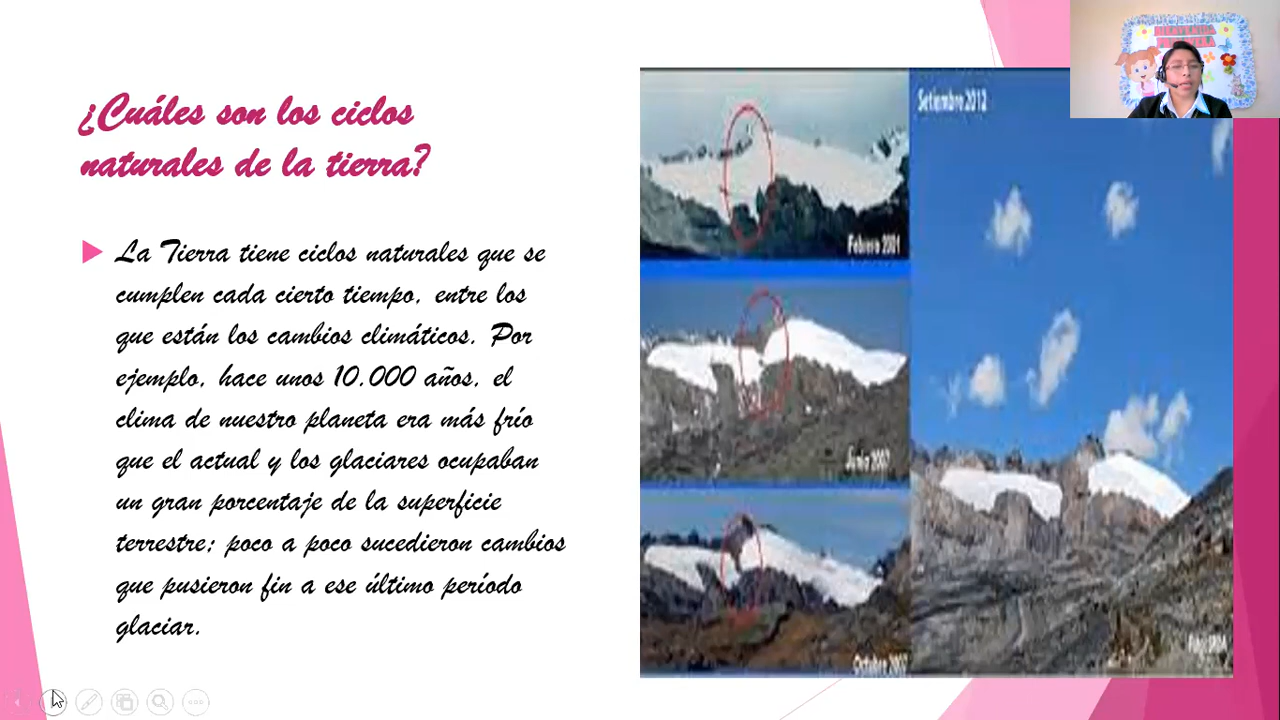 ¿Cuáles son los ciclos
naturales de la tierra?
La Tierra tiene ciclos naturales que se
cumplen cada cierto tiempo, entre los
que están los cambios climáticos. Por
ejemplo, hace unos 10.000 años, el
clima de nuestro planeta era más frío
que el actual y los glaciares ocupaban
un gran porcentaje de la superficie
terrestre; poco a poco sucedieron cambios
que pusieron fin a ese último período
glaciar.
Febrero 2001
Junio
Octubre
Setiembre 2012
BIENVENIDA